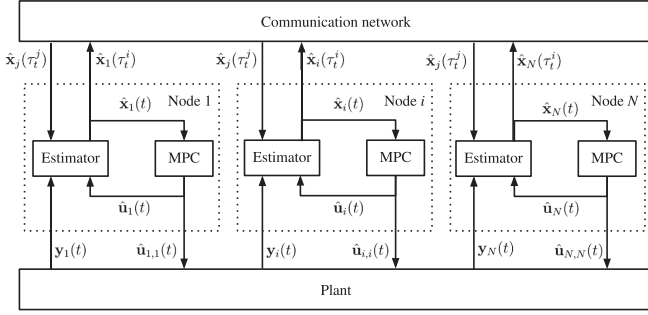 Communication network
x̂_j(τ_t^j) x̂_1(τ_t^i) x̂_j(τ_t^j) x̂_i(τ_t^i) x̂_j(τ_t^j) x̂_N(τ_t^i)
x̂_1(t) Node 1 x̂_i(t) Node i x̂_N(t) Node N
Estimator MPC Estimator MPC Estimator MPC
û_1(t) û_i(t) û_N(t)
y_1(t) û_{1,1}(t) y_i(t) û_{i,i}(t) y_N(t) û_{N,N}(t)
Plant